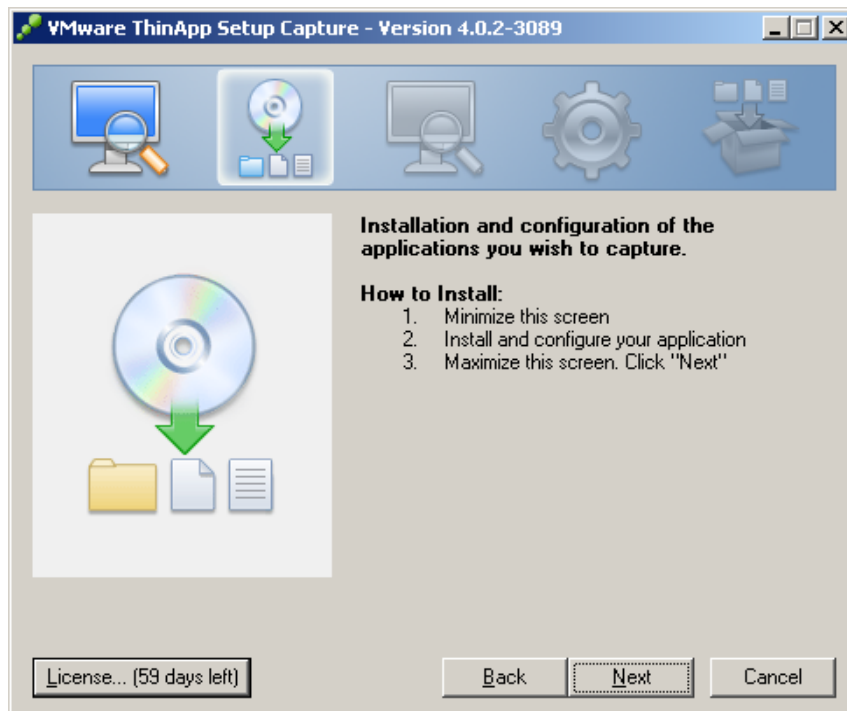 VMware ThinApp Setup Capture - Version 4.0.2-3089
Installation and configuration of the
applications you wish to capture.
How to Install:
1. Minimize this screen
2. Install and configure your application
3. Maximize this screen. Click "Next"
License... (59 days left)
Back
Next
Cancel